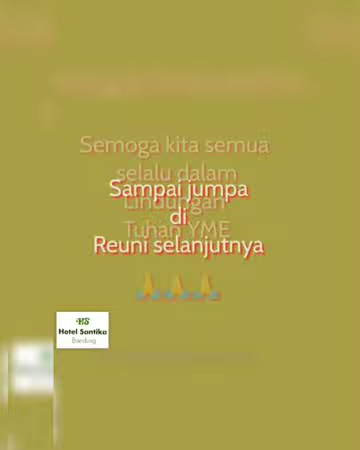 Semoga kita semua
selalu dalam
Lindungan
Tuhan YME
Sampai jumpa
di
Reuni selanjutnya
Hotel Santika
Bandung